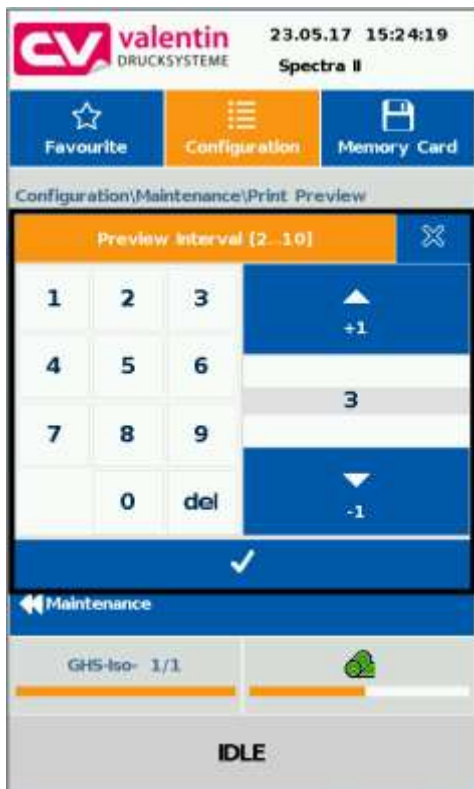 CV valentin
DRUCKSYSTEME
23.05.17 15:24:19
Spectra II
Favourite
Configuration
Memory Card
Configuration\Maintenance\Print Preview
Preview Interval [2..10]
1 2 3
4 5 6
7 8 9
0 del
+1
3
-1
Maintenance
GHS-Iso- 1/1
IDLE